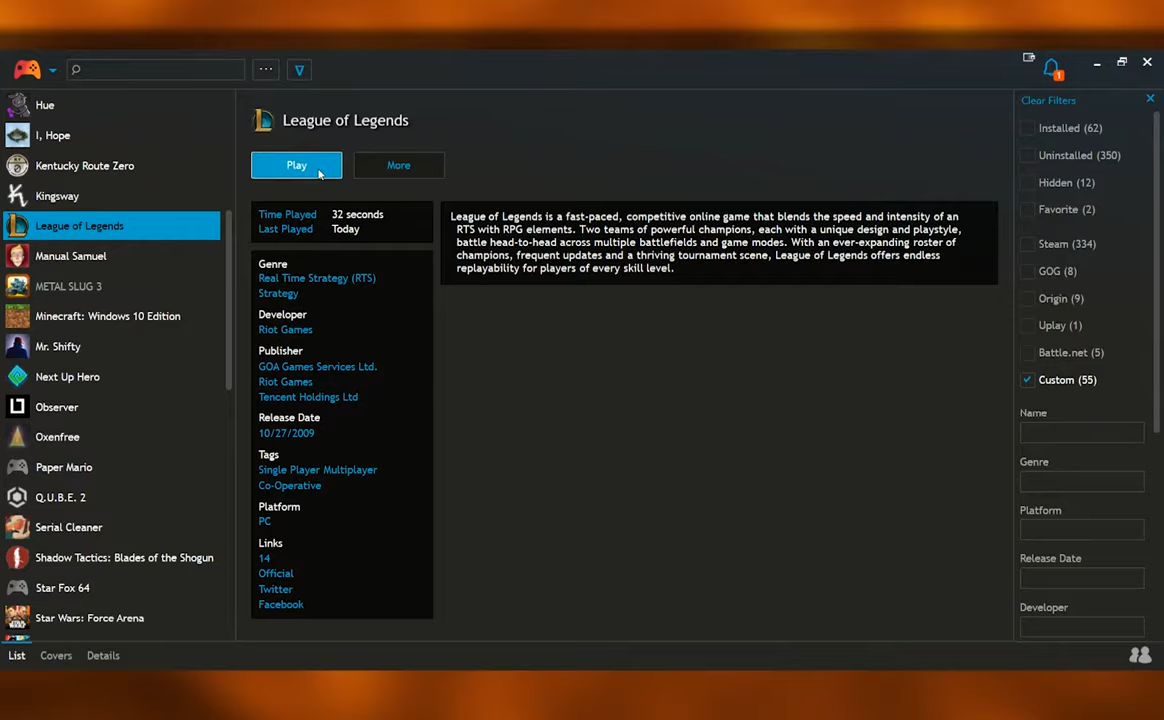 ...
1
Hue
I, Hope
Kentucky Route Zero
Kingsway
League of Legends
Manual Samuel
METAL SLUG 3
Minecraft: Windows 10 Edition
Mr. Shifty
Next Up Hero
Observer
Oxenfree
Paper Mario
Q.U.B.E. 2
Serial Cleaner
Shadow Tactics: Blades of the Shogun
Star Fox 64
Star Wars: Force Arena
List Covers Details
League of Legends
Play More
Time Played 32 seconds
Last Played Today
Genre
Real Time Strategy (RTS)
Strategy
Developer
Riot Games
Publisher
GOA Games Services Ltd.
Riot Games
Tencent Holdings Ltd
Release Date
10/27/2009
Tags
Single Player Multiplayer
Co-Operative
Platform
PC
Links
14
Official
Twitter
Facebook
League of Legends is a fast-paced, competitive online game that blends the speed and intensity of an
RTS with RPG elements. Two teams of powerful champions, each with a unique design and playstyle,
battle head-to-head across multiple battlefields and game modes. With an ever-expanding roster of
champions, frequent updates and a thriving tournament scene, League of Legends offers endless
replayability for players of every skill level.
Clear Filters
Installed (62)
Uninstalled (350)
Hidden (12)
Favorite (2)
Steam (334)
GOG (8)
Origin (9)
Uplay (1)
Battle.net (5)
Custom (55)
Name
Genre
Platform
Release Date
Developer